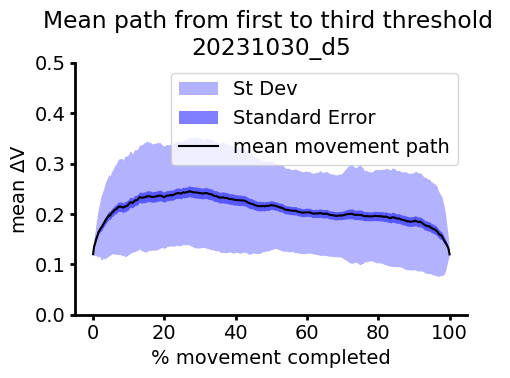 Mean path from first to third threshold
20231030_d5
0.5
0.4
0.3
0.2
0.1
0.0
mean ΔV
St Dev
Standard Error
mean movement path
0 20 40 60 80 100
% movement completed